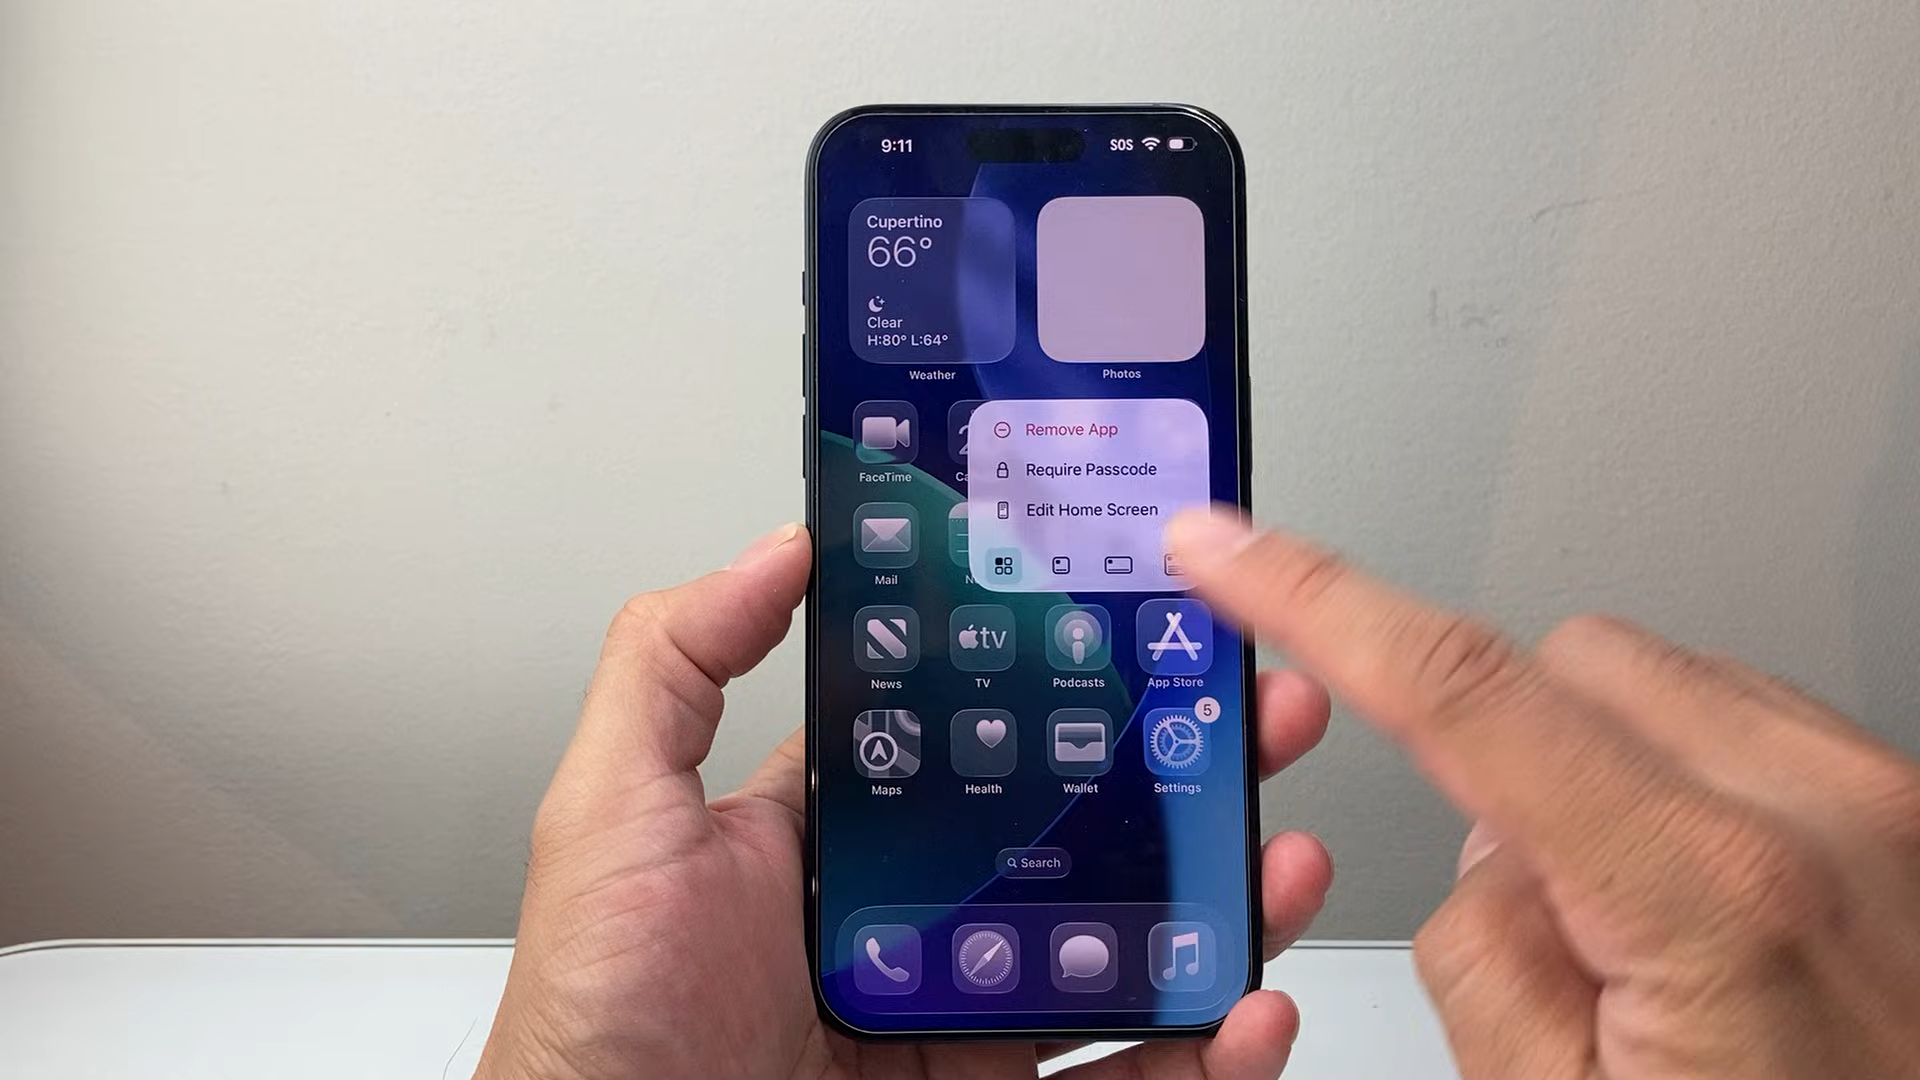 9:11
SOS
Cupertino
66°
Clear
H:80° L:64°
Weather
Photos
Remove App
Require Passcode
Edit Home Screen
FaceTime
Mail
News
TV
Podcasts
App Store
tv
5
Maps
Health
Wallet
Settings
Search